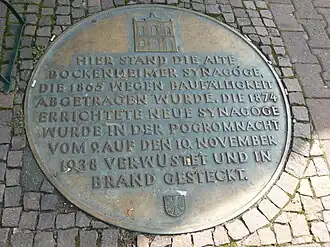 HIER STAND DIE ALTE
BOCKENHEIMER SYNAGOGE,
DIE 1865 WEGEN BAUFÄLLIGKEIT
ABGETRAGEN WURDE. DIE 1874
ERRICHTETE NEUE SYNAGOGE
WURDE IN DER POGROMNACHT
VOM 9. AUF DEN 10. NOVEMBER
1938 VERWÜSTET UND IN
BRAND GESTECKT.